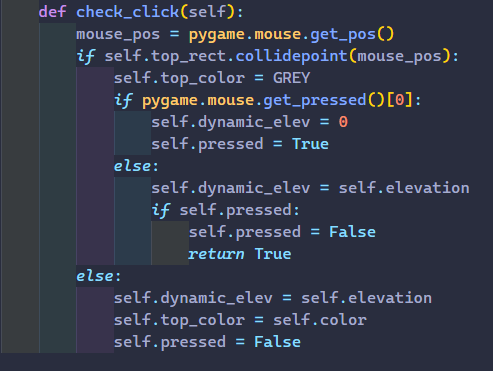 def check_click(self):
    mouse_pos = pygame.mouse.get_pos()
    if self.top_rect.collidepoint(mouse_pos):
        self.top_color = GREY
        if pygame.mouse.get_pressed()[0]:
            self.dynamic_elev = 0
            self.pressed = True
        else:
            self.dynamic_elev = self.elevation
            if self.pressed:
                self.pressed = False
                return True
    else:
        self.dynamic_elev = self.elevation
        self.top_color = self.color
        self.pressed = False